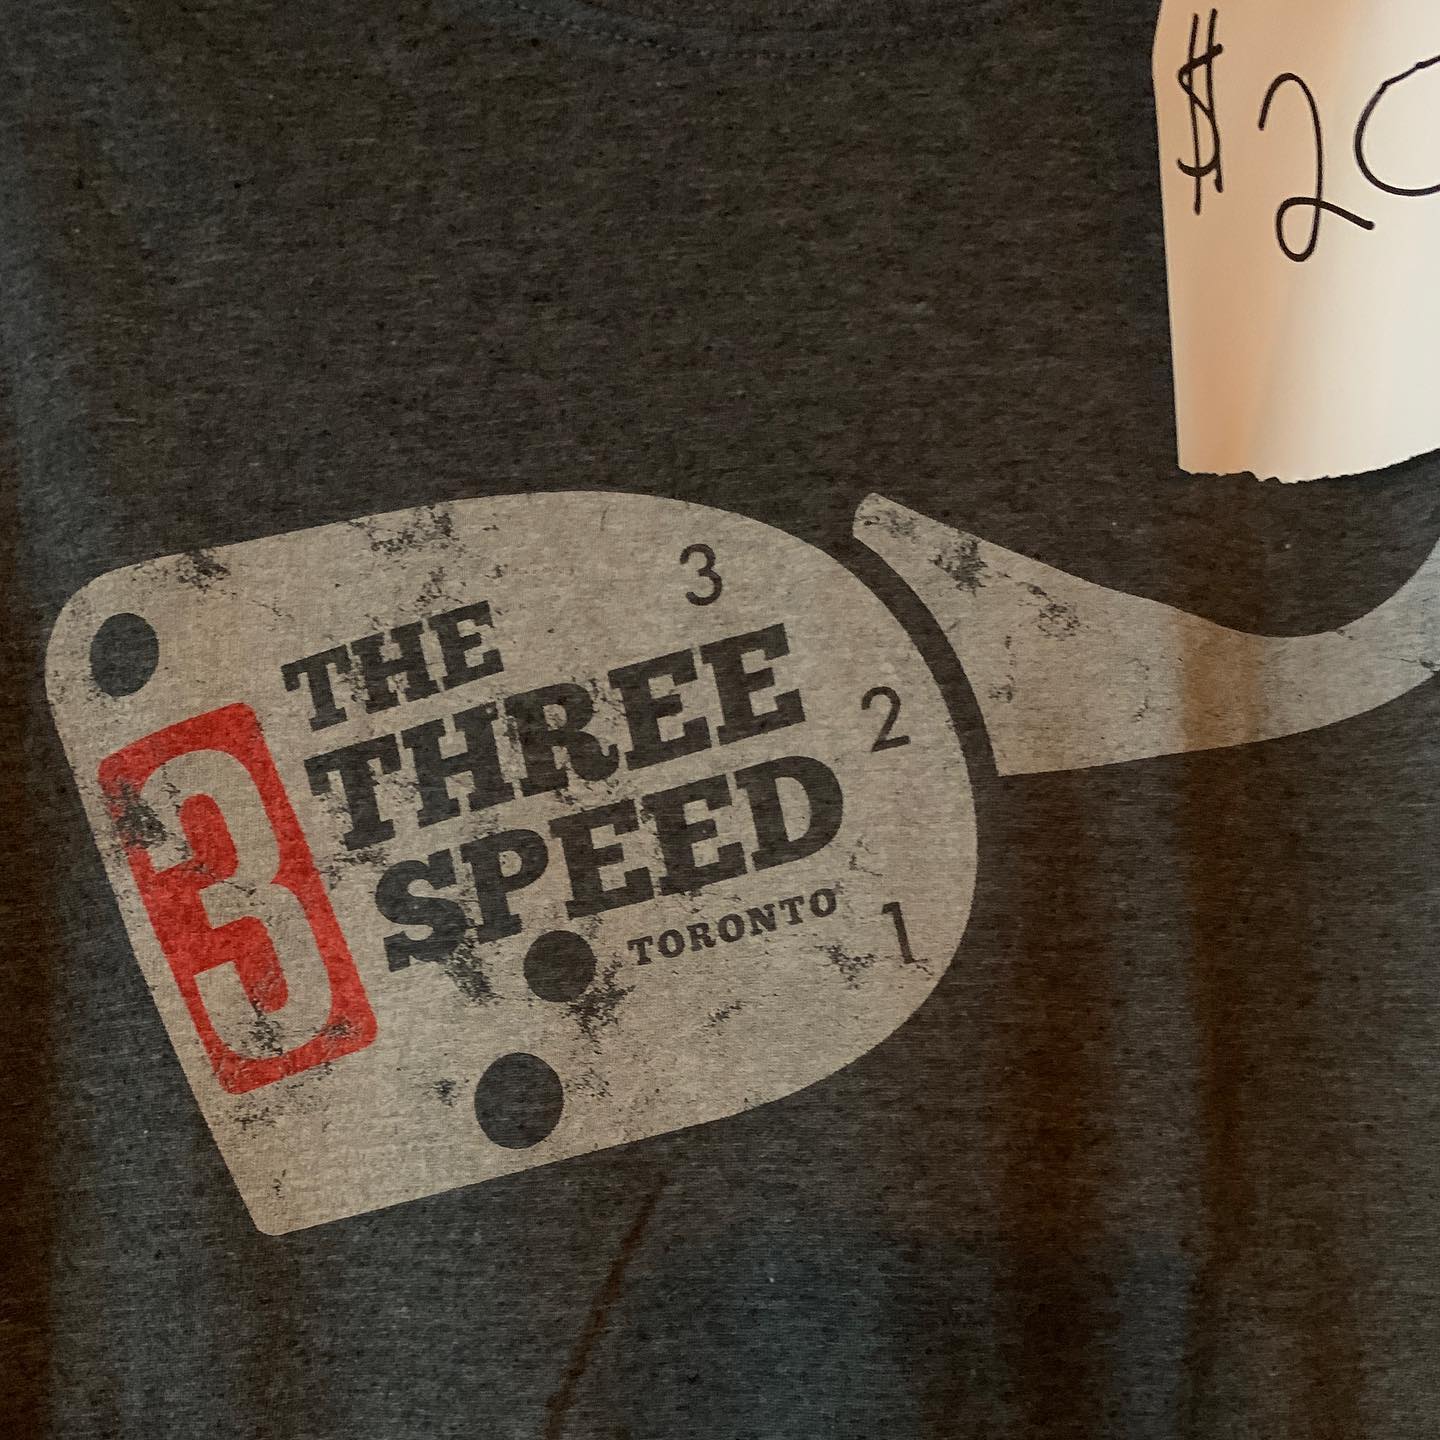 $20
3
THE
THREE
2
SPEED
TORONTO
1
3